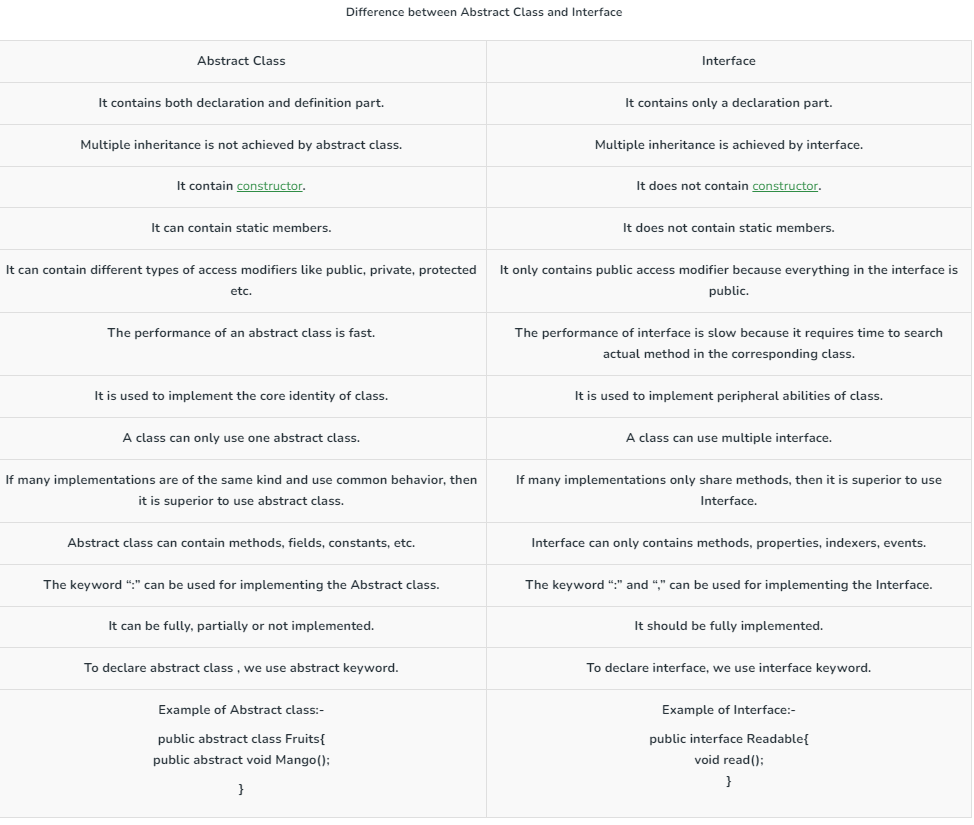 Difference between Abstract Class and Interface
Abstract Class
Interface
It contains both declaration and definition part.
It contains only a declaration part.
Multiple inheritance is not achieved by abstract class.
Multiple inheritance is achieved by interface.
It contain constructor.
It does not contain constructor.
It can contain static members.
It does not contain static members.
It can contain different types of access modifiers like public, private, protected
etc.
It only contains public access modifier because everything in the interface is
public.
The performance of an abstract class is fast.
The performance of interface is slow because it requires time to search
actual method in the corresponding class.
It is used to implement the core identity of class.
It is used to implement peripheral abilities of class.
A class can only use one abstract class.
A class can use multiple interface.
If many implementations are of the same kind and use common behavior, then
it is superior to use abstract class.
If many implementations only share methods, then it is superior to use
Interface.
Abstract class can contain methods, fields, constants, etc.
Interface can only contains methods, properties, indexers, events.
The keyword “:” can be used for implementing the Abstract class.
The keyword “:” and “,” can be used for implementing the Interface.
It can be fully, partially or not implemented.
It should be fully implemented.
To declare abstract class , we use abstract keyword.
To declare interface, we use interface keyword.
Example of Abstract class:-
public abstract class Fruits{
public abstract void Mango();
}
Example of Interface:-
public interface Readable{
void read();
}